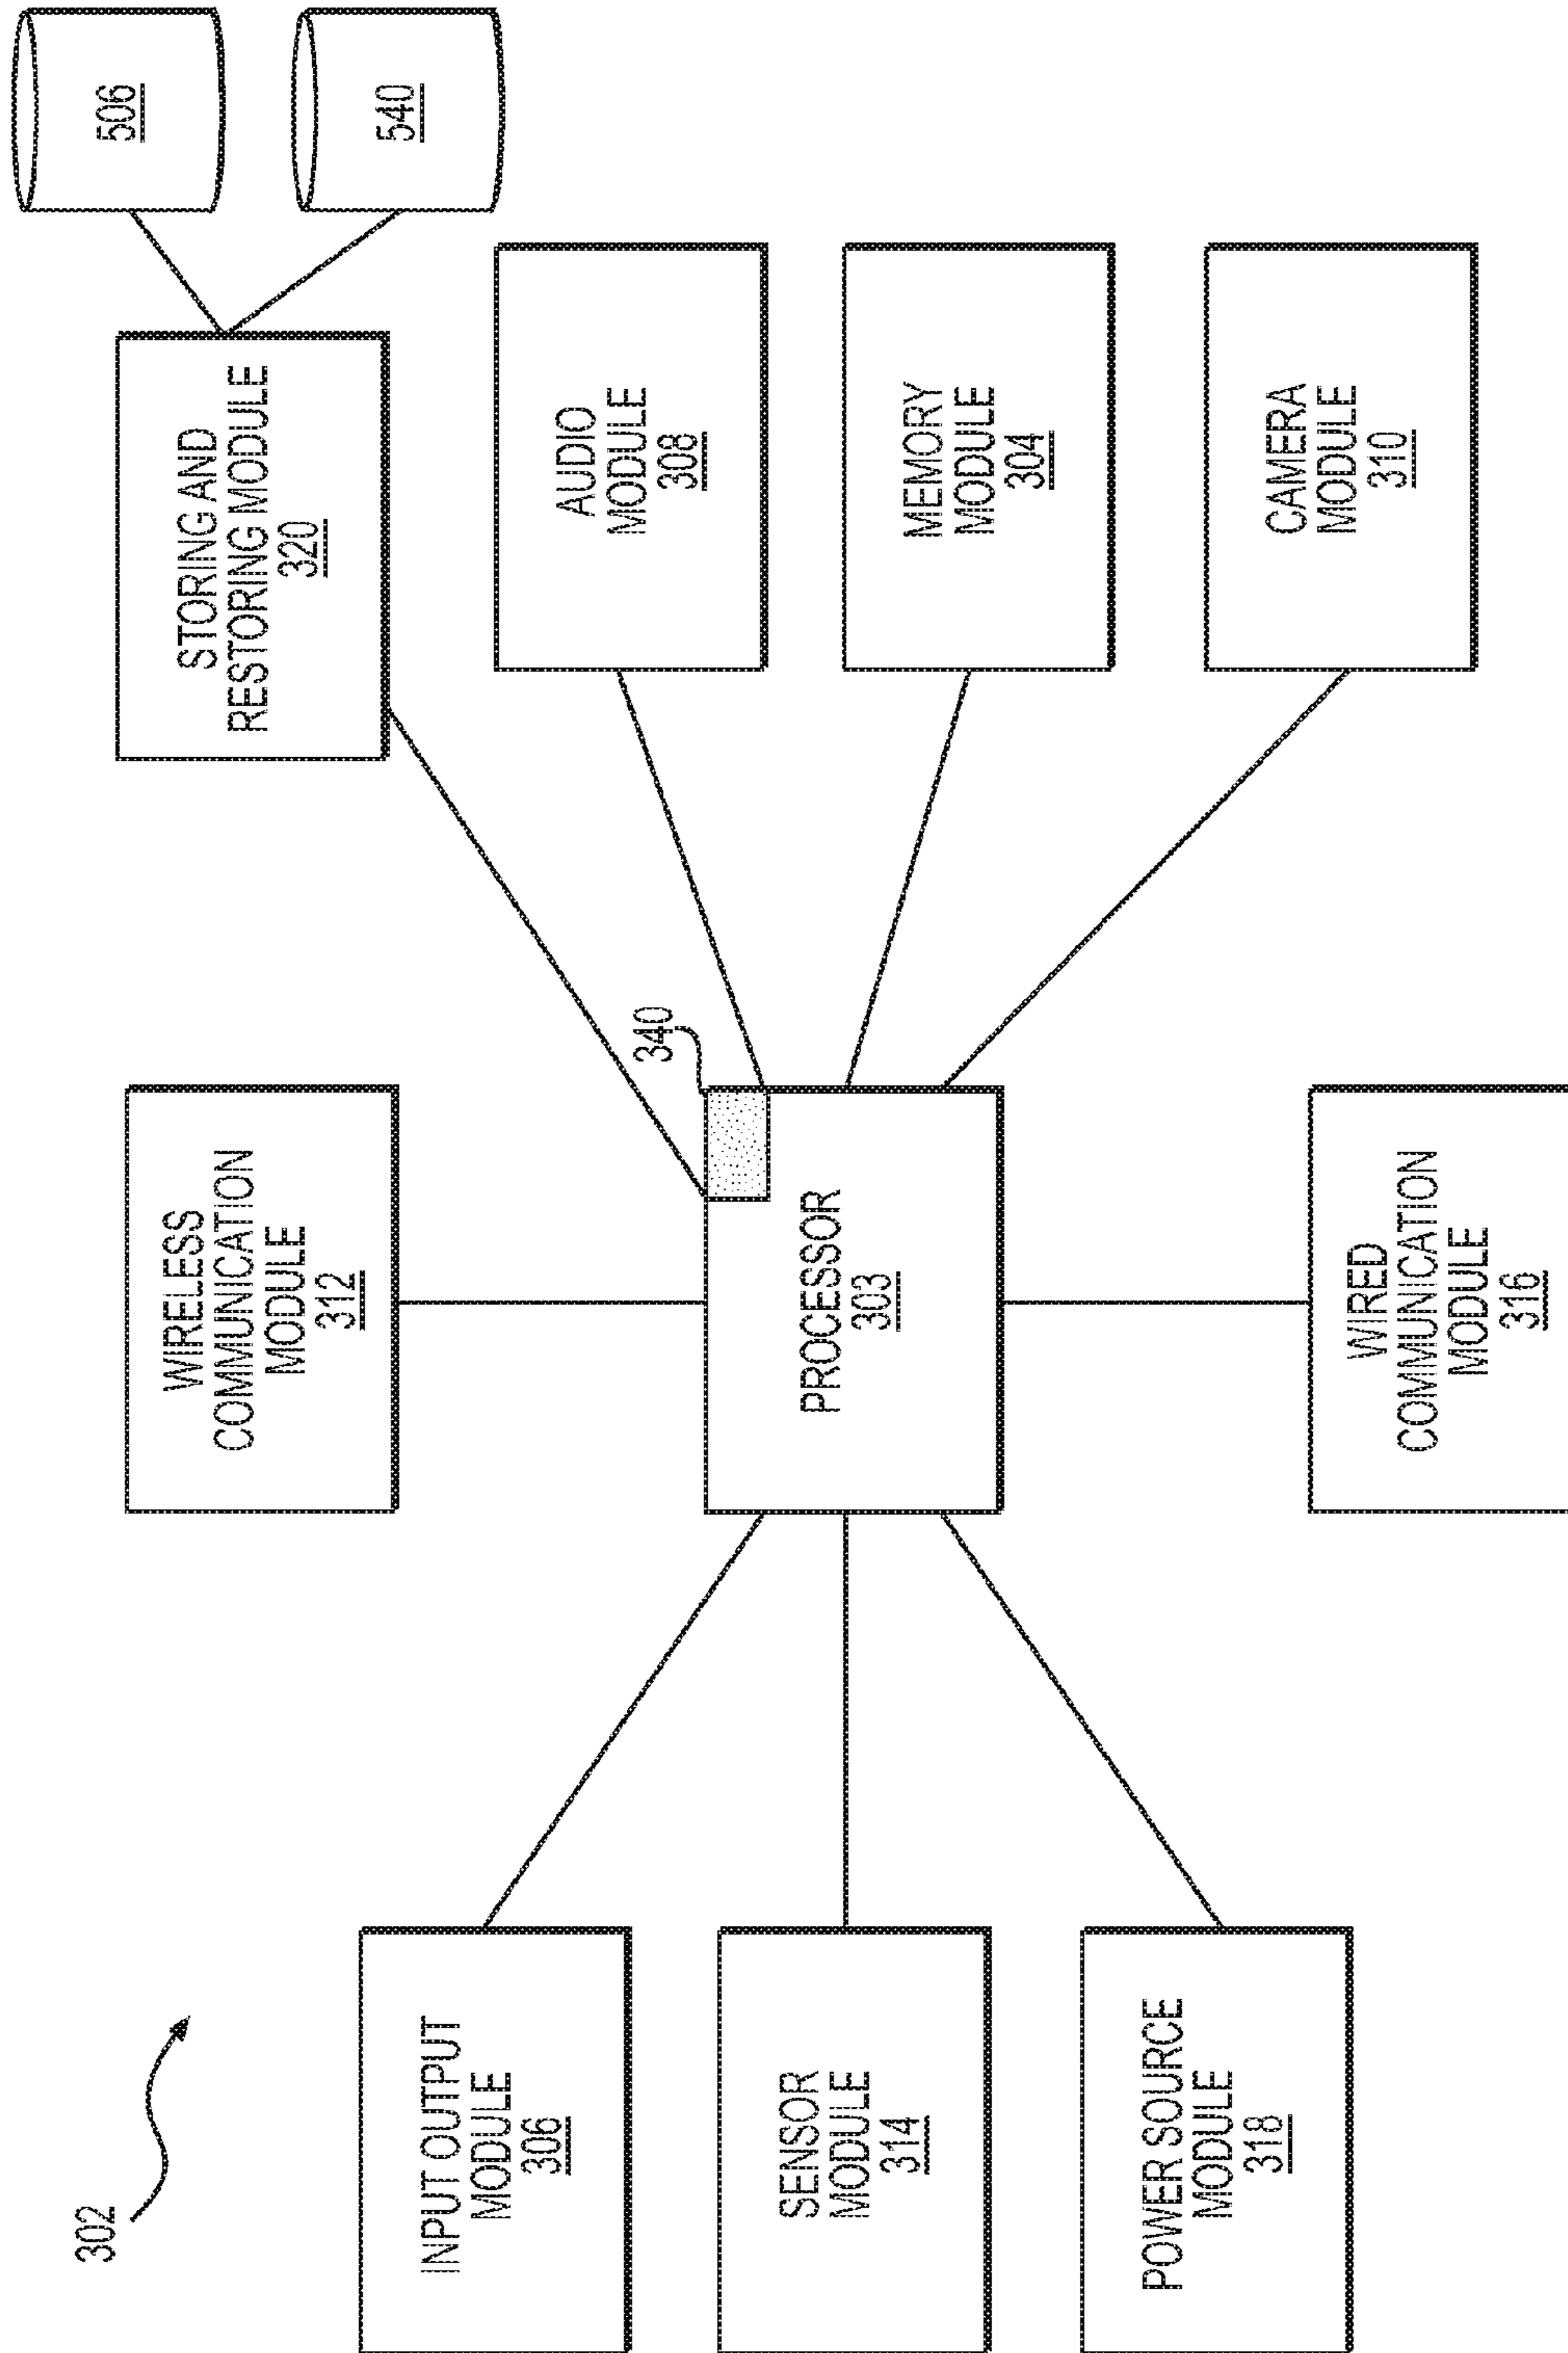 302
INPUT OUTPUT
MODULE
306
SENSOR
MODULE
314
POWER SOURCE
MODULE
318
WIRELESS
COMMUNICATION
MODULE
312
340
PROCESSOR
303
WIRED
COMMUNICATION
MODULE
316
STORING AND
RESTORING MODULE
320
506
540
AUDIO
MODULE
308
MEMORY
MODULE
304
CAMERA
MODULE
310